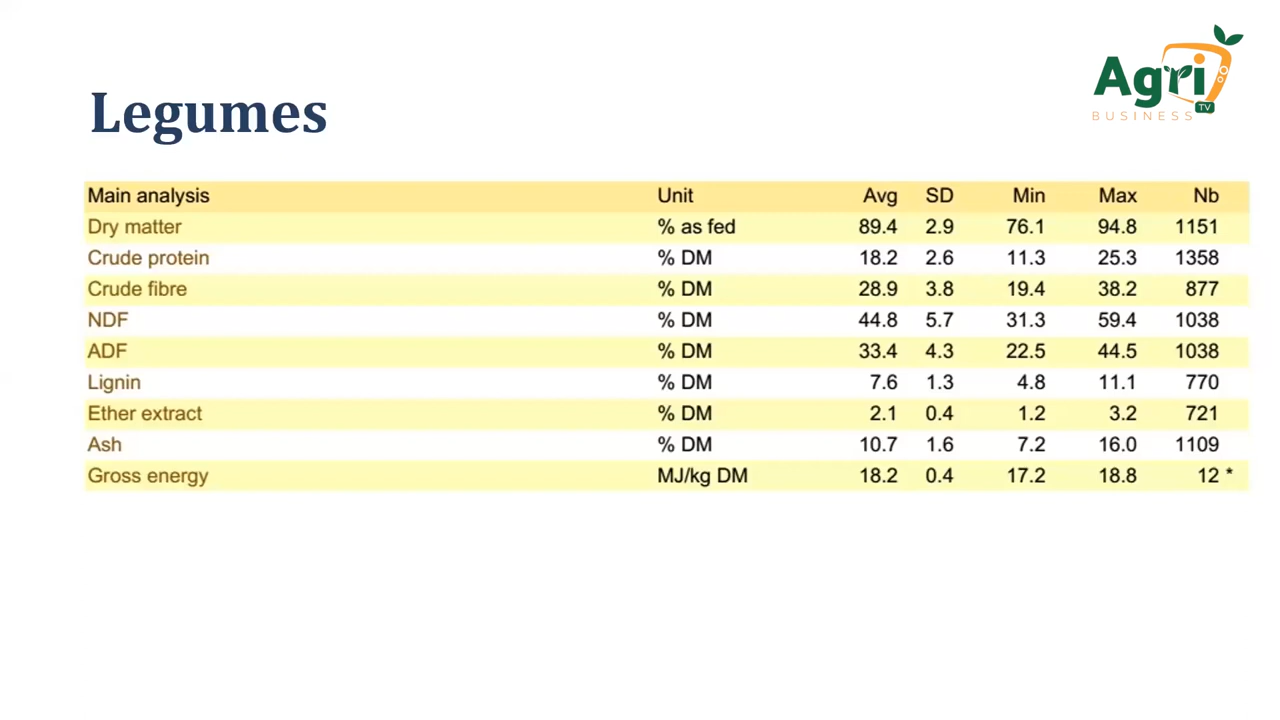 Agri
TV
BUSINESS
Legumes
Main analysis Unit Avg SD Min Max Nb
Dry matter % as fed 89.4 2.9 76.1 94.8 1151
Crude protein % DM 18.2 2.6 11.3 25.3 1358
Crude fibre % DM 28.9 3.8 19.4 38.2 877
NDF % DM 44.8 5.7 31.3 59.4 1038
ADF % DM 33.4 4.3 22.5 44.5 1038
Lignin % DM 7.6 1.3 4.8 11.1 770
Ether extract % DM 2.1 0.4 1.2 3.2 721
Ash % DM 10.7 1.6 7.2 16.0 1109
Gross energy MJ/kg DM 18.2 0.4 17.2 18.8 12 *